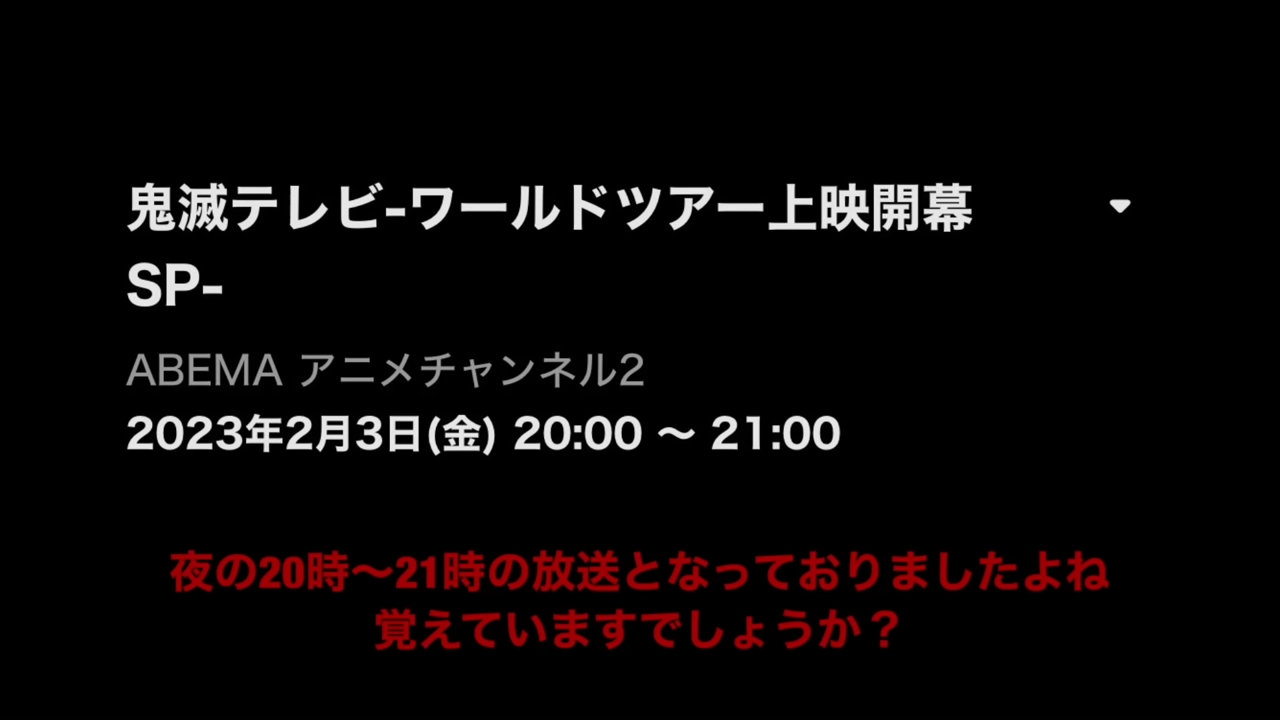 鬼滅テレビ-ワールドツアー上映開幕
SP-
ABEMA アニメチャンネル2
2023年2月3日(金) 20:00 〜 21:00
夜の20時〜21時の放送となっておりましたよね
覚えていますでしょうか？